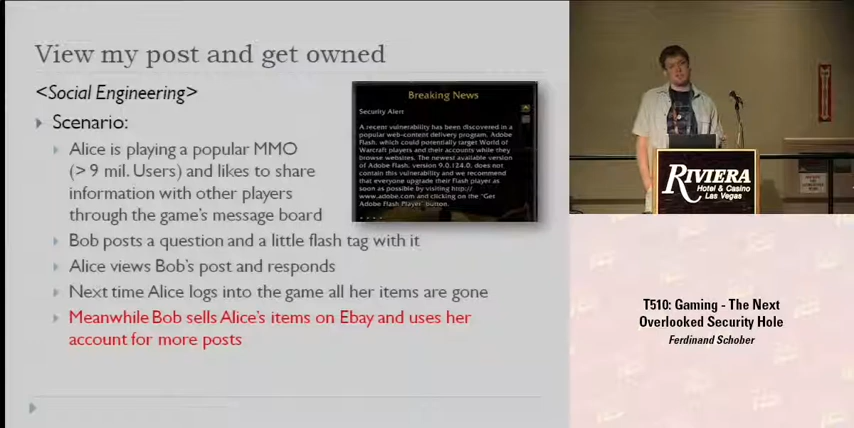 View my post and get owned
<Social Engineering>
Scenario:
Alice is playing a popular MMO
(> 9 mil. Users) and likes to share
information with other players
through the game's message board
Bob posts a question and a little flash tag with it
Alice views Bob's post and responds
Next time Alice logs into the game all her items are gone
Meanwhile Bob sells Alice's items on Ebay and uses her
account for more posts
Breaking News
Security Alert
A recent vulnerability has been discovered in a
popular web-content delivery program, Adobe
Flash, which could potentially target World of
Warcraft players and their accounts while they
browse websites. The newest available version
of Adobe Flash, version 9.0.124.0, does not
contain this vulnerability and we recommend
that everyone upgrade their Flash player as
soon as possible by visiting http://
www.adobe.com and clicking on the "Get
Adobe Flash Player" button.
RIVIERA
Hotel & Casino
Las Vegas
T510: Gaming - The Next
Overlooked Security Hole
Ferdinand Schober